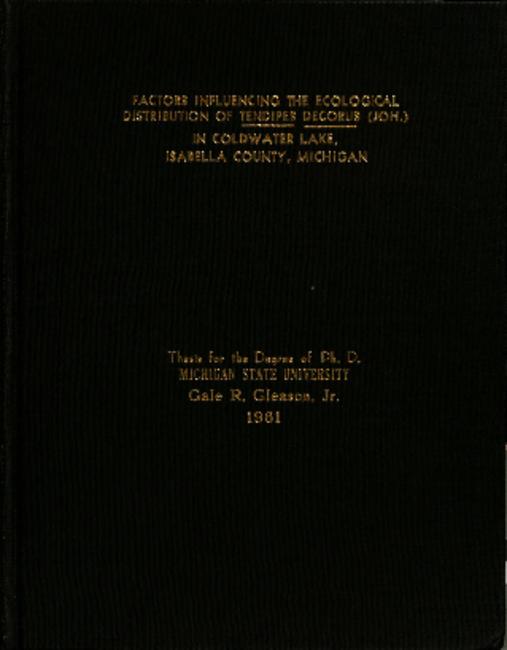 FACTORS INFLUENCING THE ECOLOGICAL
DISTRIBUTION OF TENDIPES DECORUS (JOH.)
IN COLDWATER LAKE,
ISABELLA COUNTY, MICHIGAN
Thesis for the Degree of Ph. D.
MICHIGAN STATE UNIVERSITY
Gale R. Gleason, Jr.
1961